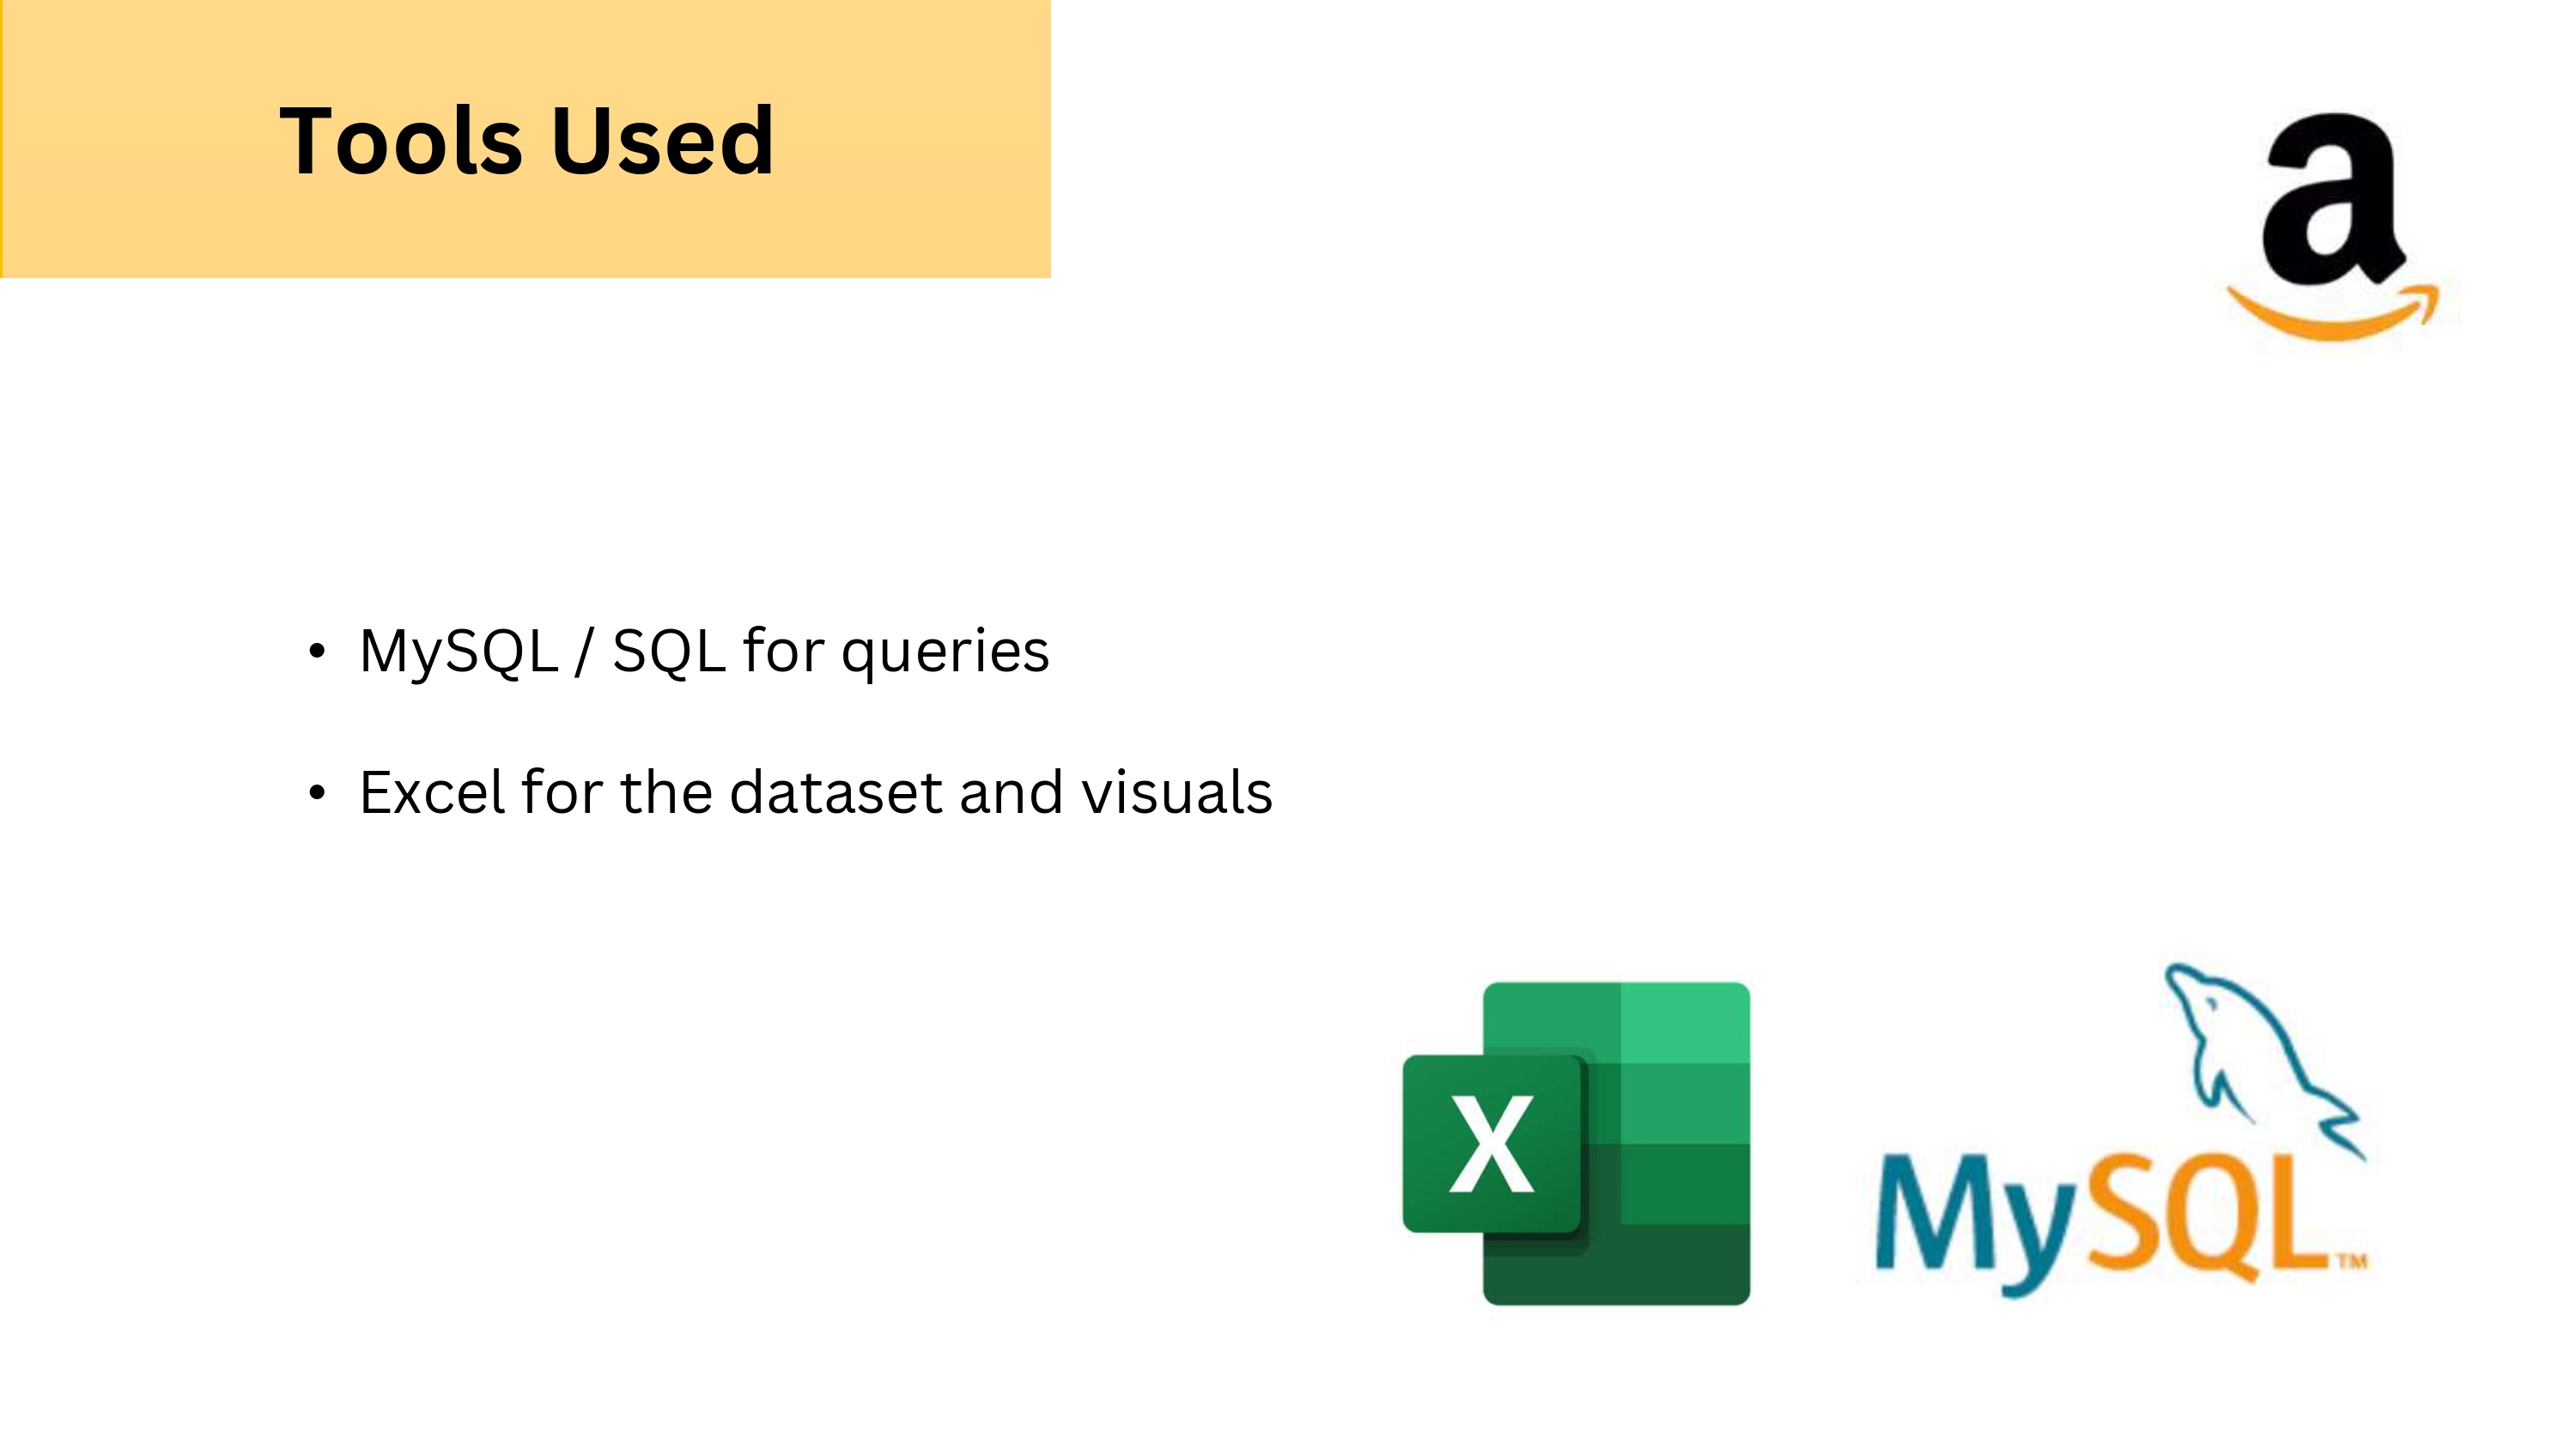 Tools Used
a
• MySQL / SQL for queries
• Excel for the dataset and visuals
X
MySQL™